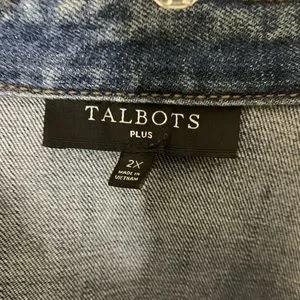 TALBOTS
PLUS
2X
MADE IN
VIETNAM